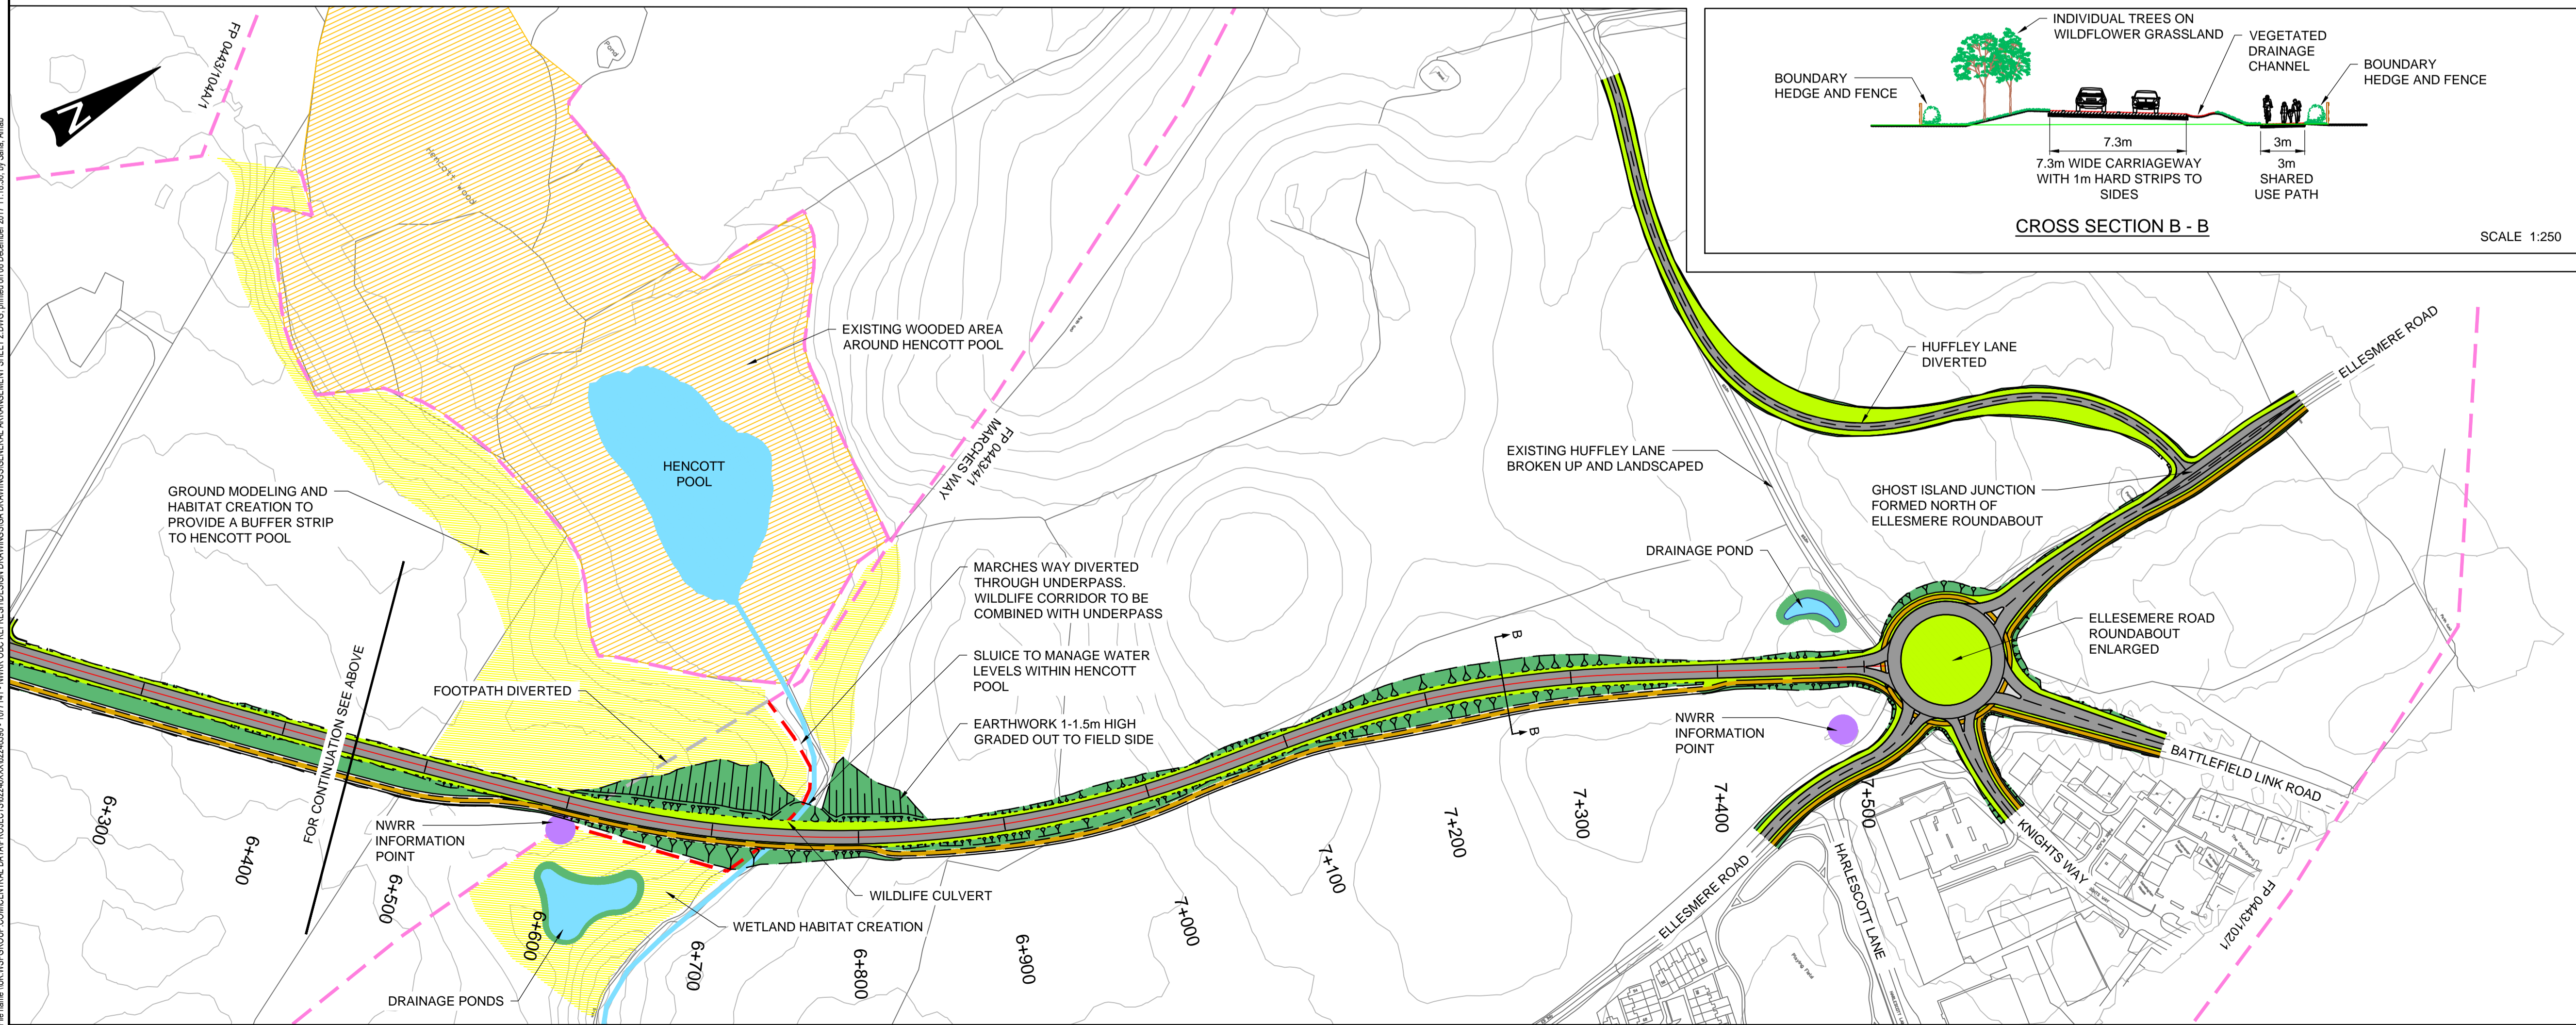 FP 0443/104A/1
Pond
N
Hencott Wood
EXISTING WOODED AREA
AROUND HENCOTT POOL
HENCOTT
POOL
GROUND MODELING AND
HABITAT CREATION TO
PROVIDE A BUFFER STRIP
TO HENCOTT POOL
FP 0443/4/1
MARCHES WAY
MARCHES WAY DIVERTED
THROUGH UNDERPASS.
WILDLIFE CORRIDOR TO BE
COMBINED WITH UNDERPASS
SLUICE TO MANAGE WATER
LEVELS WITHIN HENCOTT
POOL
EARTHWORK 1-1.5m HIGH
GRADED OUT TO FIELD SIDE
FOOTPATH DIVERTED
FOR CONTINUATION SEE ABOVE
NWRR
INFORMATION
POINT
WILDLIFE CULVERT
WETLAND HABITAT CREATION
DRAINAGE PONDS
6+300
6+400
6+500
6+600
6+700
6+800
6+900
7+000
7+100
7+200
7+300
7+400
7+500
B
B
INDIVIDUAL TREES ON
WILDFLOWER GRASSLAND
VEGETATED
DRAINAGE
CHANNEL
BOUNDARY
HEDGE AND FENCE
BOUNDARY
HEDGE AND FENCE
7.3m
7.3m WIDE CARRIAGEWAY
WITH 1m HARD STRIPS TO
SIDES
3m
3m
SHARED
USE PATH
CROSS SECTION B - B
SCALE 1:250
HUFFLEY LANE
DIVERTED
ELLESMERE ROAD
EXISTING HUFFLEY LANE
BROKEN UP AND LANDSCAPED
GHOST ISLAND JUNCTION
FORMED NORTH OF
ELLESMERE ROUNDABOUT
DRAINAGE POND
ELLESEMERE ROAD
ROUNDABOUT
ENLARGED
NWRR
INFORMATION
POINT
BATTLEFIELD LINK ROAD
KNIGHTS WAY
HARLESCOTT LANE
ELLESMERE ROAD
FP 0443/102/1
Playing Field